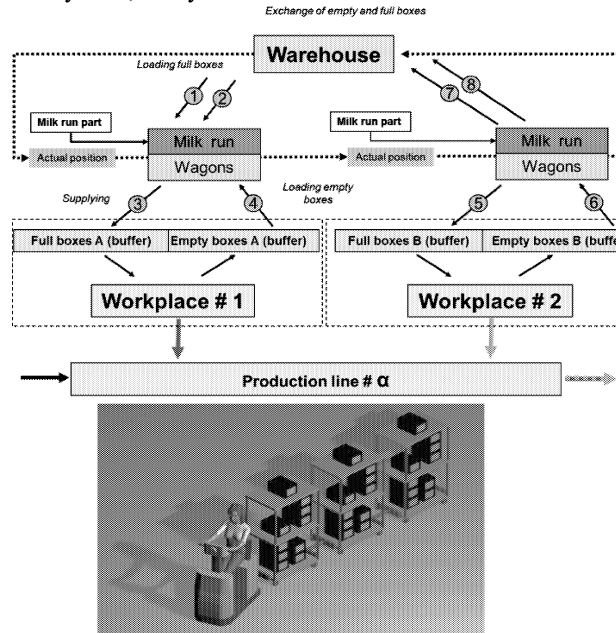 Exchange of empty and full boxes
Warehouse
Loading full boxes
1
2
7
8
Milk run part
Milk run part
Milk run
Milk run
Actual position
Wagons
Actual position
Wagons
Supplying
Loading empty
boxes
3
4
5
6
Full boxes A (buffer)
Empty boxes A (buffer)
Full boxes B (buffer)
Empty boxes B (buffe
Workplace # 1
Workplace # 2
Production line # α